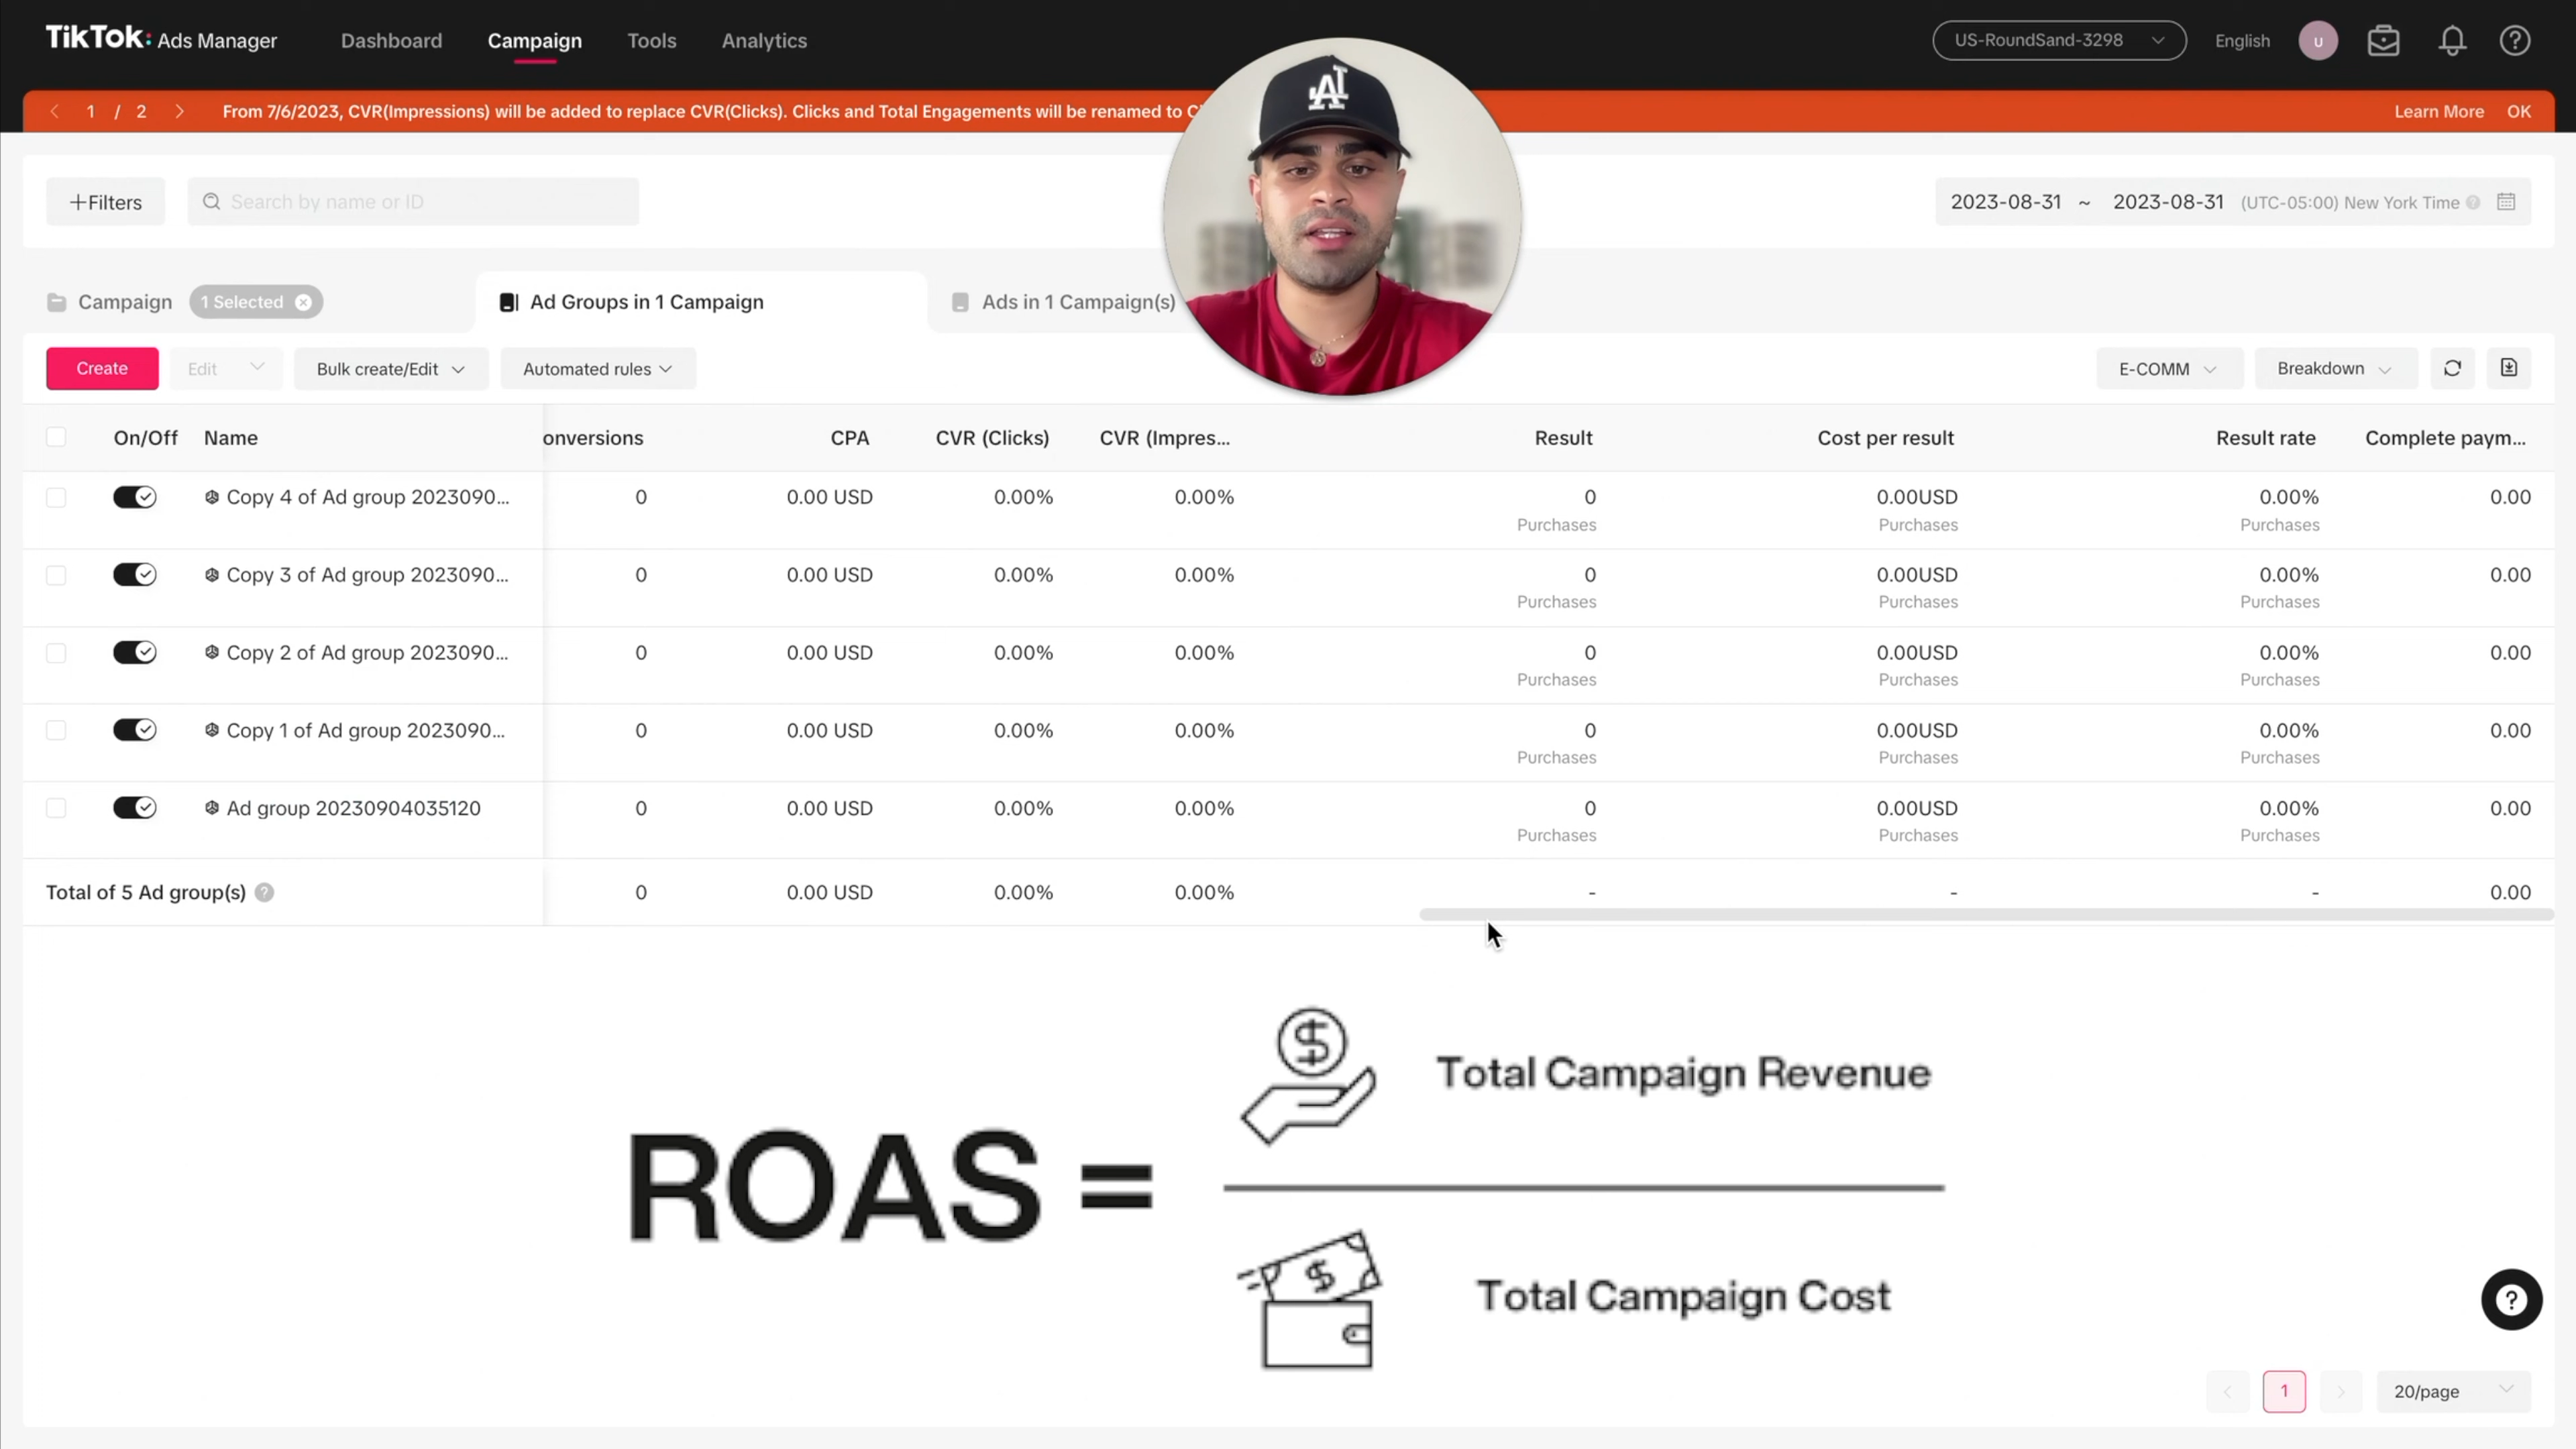 TikTok: Ads Manager Dashboard Campaign Tools Analytics US-RoundSand-3298 English U
1 / 2 From 7/6/2023, CVR(Impressions) will be added to replace CVR(Clicks). Clicks and Total Engagements will be renamed to Learn More OK
+Filters Search by name or ID 2023-08-31 ~ 2023-08-31 (UTC-05:00) New York Time
Campaign 1 Selected Ad Groups in 1 Campaign Ads in 1 Campaign(s)
Create Edit Bulk create/Edit Automated rules E-COMM Breakdown
On/Off Name onversions CPA CVR (Clicks) CVR (Impres... Result Cost per result Result rate Complete paym...
Copy 4 of Ad group 2023090... 0 0.00 USD 0.00% 0.00% 0 0.00USD 0.00% 0.00
Purchases Purchases Purchases
Copy 3 of Ad group 2023090... 0 0.00 USD 0.00% 0.00% 0 0.00USD 0.00% 0.00
Purchases Purchases Purchases
Copy 2 of Ad group 2023090... 0 0.00 USD 0.00% 0.00% 0 0.00USD 0.00% 0.00
Purchases Purchases Purchases
Copy 1 of Ad group 2023090... 0 0.00 USD 0.00% 0.00% 0 0.00USD 0.00% 0.00
Purchases Purchases Purchases
Ad group 20230904035120 0 0.00 USD 0.00% 0.00% 0 0.00USD 0.00% 0.00
Purchases Purchases Purchases
Total of 5 Ad group(s) ? 0 0.00 USD 0.00% 0.00% - - - 0.00
$ Total Campaign Revenue
ROAS =
$ Total Campaign Cost
?
1 20/page